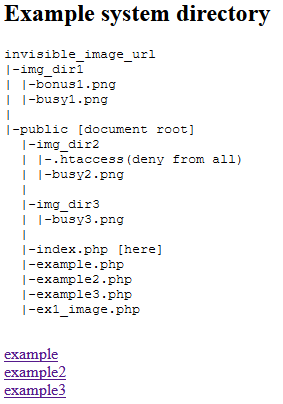 Example system directory
invisible_image_url
|-img_dir1
| |-bonus1.png
| |-busy1.png
|
|-public [document root]
  |-img_dir2
  | |-.htaccess(deny from all)
  | |-busy2.png
  |
  |-img_dir3
  | |-busy3.png
  |
  |-index.php [here]
  |-example.php
  |-example2.php
  |-example3.php
  |-ex1_image.php
example
example2
example3